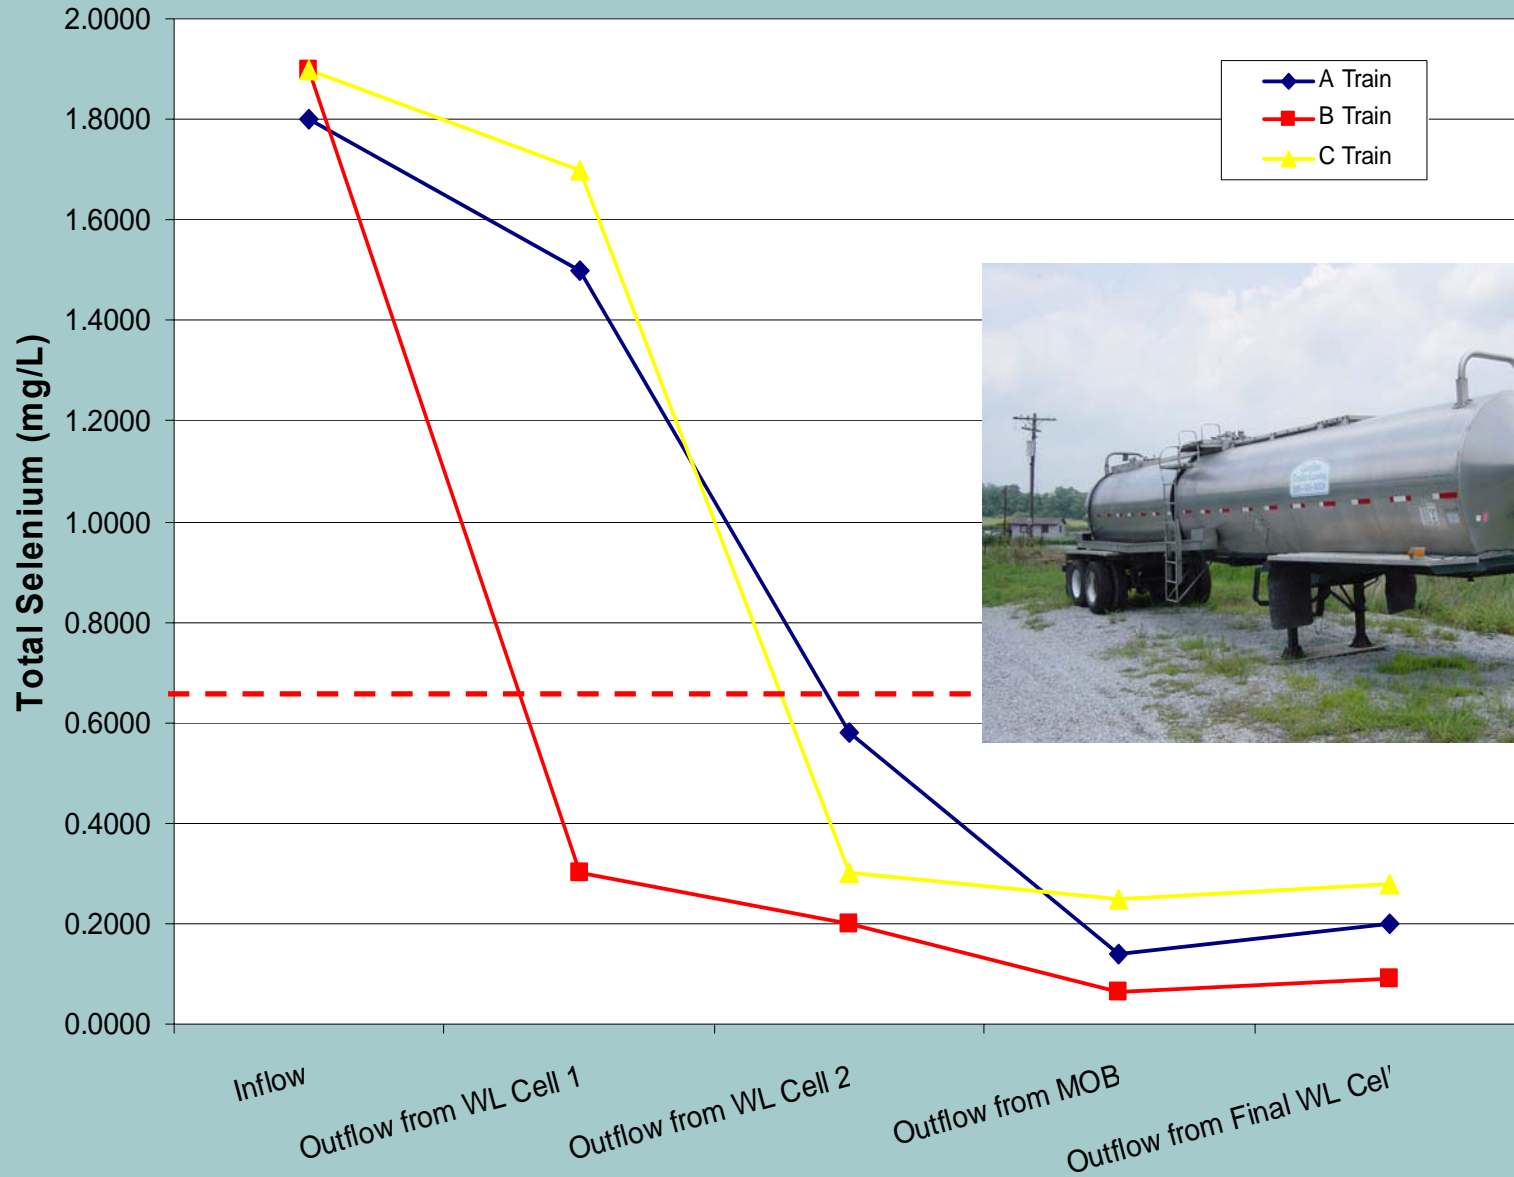 2.0000
1.8000
1.6000
1.4000
1.2000
1.0000
0.8000
0.6000
0.4000
0.2000
0.0000
Total Selenium (mg/L)
A Train
B Train
C Train
Inflow
Outflow from WL Cell 1
Outflow from WL Cell 2
Outflow from MOB
Outflow from Final WL Cell